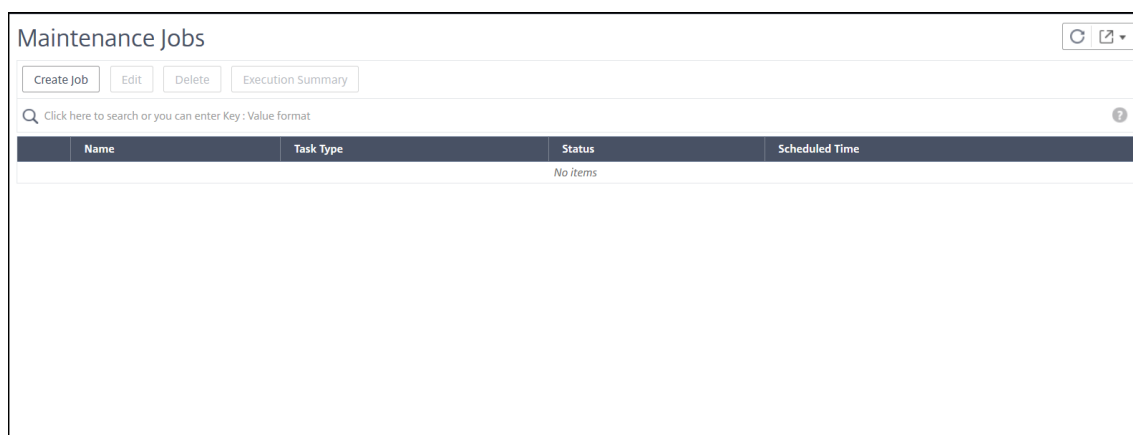 Maintenance Jobs
Create Job Edit Delete Execution Summary
Click here to search or you can enter Key : Value format ?
Name Task Type Status Scheduled Time
No items